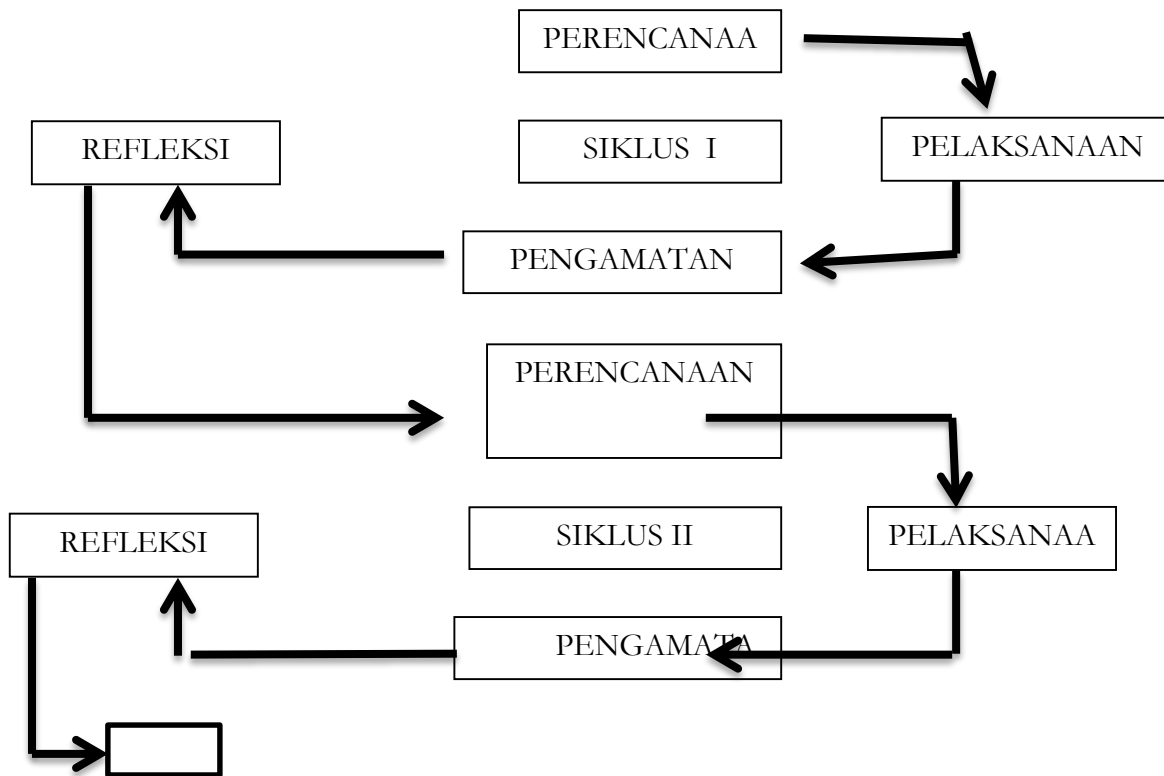 PERENCANAA
REFLEKSI
SIKLUS I
PELAKSANAAN
PENGAMATAN
PERENCANAAN
REFLEKSI
SIKLUS II
PELAKSANAA
PENGAMATA